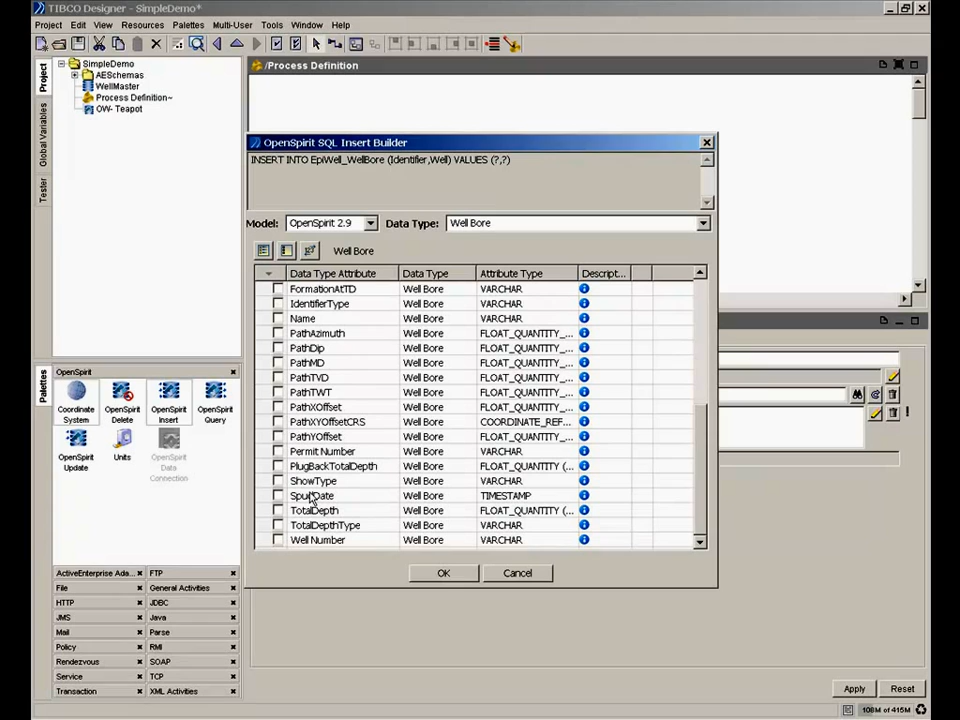 TIBCO Designer - SimpleDemo*
Project Edit View Resources Palettes Multi-User Tools Window Help
Project
Global Variables
Tester
SimpleDemo
AESchemas
WellMaster
Process Definition~
OW- Teapot
/Process Definition
OpenSpirit SQL Insert Builder
INSERT INTO EpiWell_WellBore (Identifier,Well) VALUES (?,?)
Model: OpenSpirit 2.9 Data Type: Well Bore
Well Bore
Data Type Attribute Data Type Attribute Type Descript...
FormationAtTD Well Bore VARCHAR
IdentifierType Well Bore VARCHAR
Name Well Bore VARCHAR
PathAzimuth Well Bore FLOAT_QUANTITY_...
PathDip Well Bore FLOAT_QUANTITY_...
PathMD Well Bore FLOAT_QUANTITY_...
PathTVD Well Bore FLOAT_QUANTITY_...
PathTWT Well Bore FLOAT_QUANTITY_...
PathXOffset Well Bore FLOAT_QUANTITY_...
PathXYOffsetCRS Well Bore COORDINATE_REF...
PathYOffset Well Bore FLOAT_QUANTITY_...
Permit Number Well Bore VARCHAR
PlugBackTotalDepth Well Bore FLOAT_QUANTITY (...
ShowType Well Bore VARCHAR
SpudDate Well Bore TIMESTAMP
TotalDepth Well Bore FLOAT_QUANTITY (...
TotalDepthType Well Bore VARCHAR
Well Number Well Bore VARCHAR
OK Cancel
Palettes
OpenSpirit
Coordinate System
OpenSpirit Delete
OpenSpirit Insert
OpenSpirit Query
OpenSpirit Update
Units
OpenSpirit Data Connection
ActiveEnterprise Ada... FTP
File General Activities
HTTP JDBC
JMS Java
Mail Parse
Policy RMI
Rendezvous SOAP
Service TCP
Transaction XML Activities
Apply Reset
108M of 415M